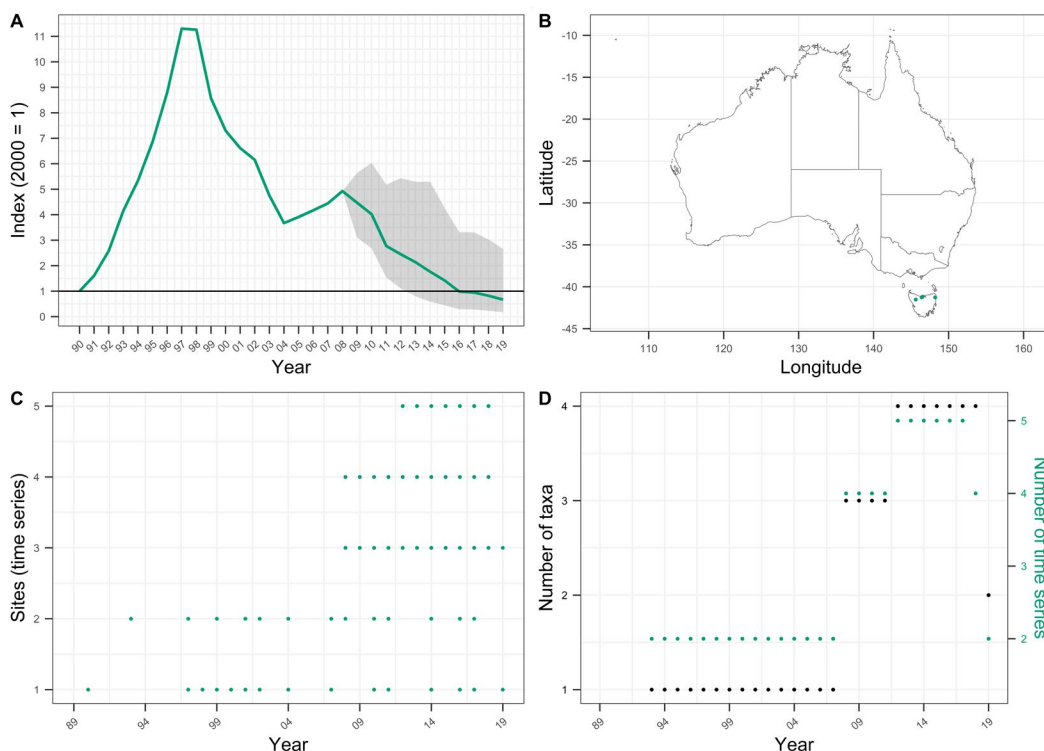 A
Index (2000 = 1)
11
10
9
8
7
6
5
4
3
2
1
0
90 91 92 93 94 95 96 97 98 99 00 01 02 03 04 05 06 07 08 09 10 11 12 13 14 15 16 17 18 19
Year
B
Latitude
-10
-15
-20
-25
-30
-35
-40
-45
110 120 130 140 150 160
Longitude
C
Sites (time series)
5
4
3
2
1
89 94 99 04 09 14 19
Year
D
Number of taxa
4
3
2
1
Number of time series
5
4
3
2
89 94 99 04 09 14 19
Year